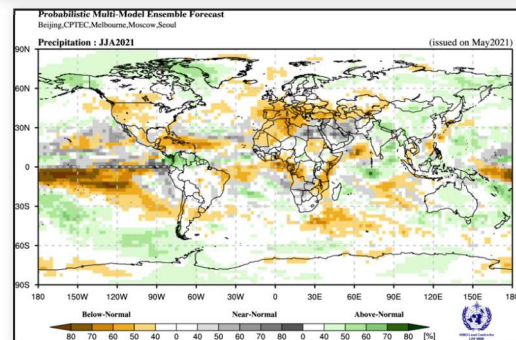 Probabilistic Multi-Model Ensemble Forecast
Beijing,CPTEC,Melbourne,Moscow,Seoul
Precipitation : JJA2021 (issued on May2021)
90N
60N
30N
0
30S
60S
90S
180 150W 120W 90W 60W 30W 0 30E 60E 90E 120E 150E 18
Below-Normal Near-Normal Above-Normal
80 70 60 50 40 0 40 50 60 70 80 0 40 50 60 70 80 [%]